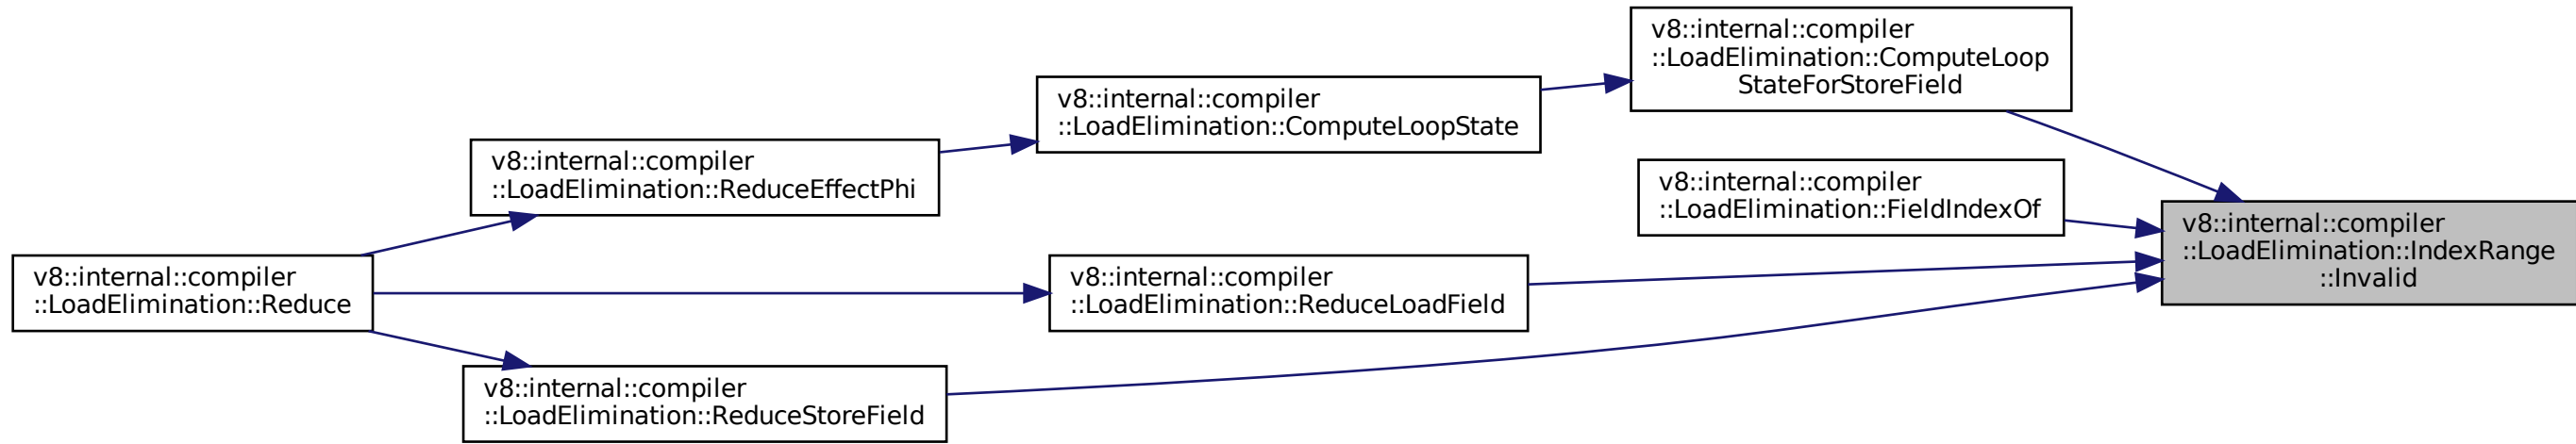 v8::internal::compiler
::LoadElimination::Reduce
v8::internal::compiler
::LoadElimination::ReduceEffectPhi
v8::internal::compiler
::LoadElimination::ReduceStoreField
v8::internal::compiler
::LoadElimination::ComputeLoopState
v8::internal::compiler
::LoadElimination::ReduceLoadField
v8::internal::compiler
::LoadElimination::ComputeLoop
StateForStoreField
v8::internal::compiler
::LoadElimination::FieldIndexOf
v8::internal::compiler
::LoadElimination::IndexRange
::Invalid